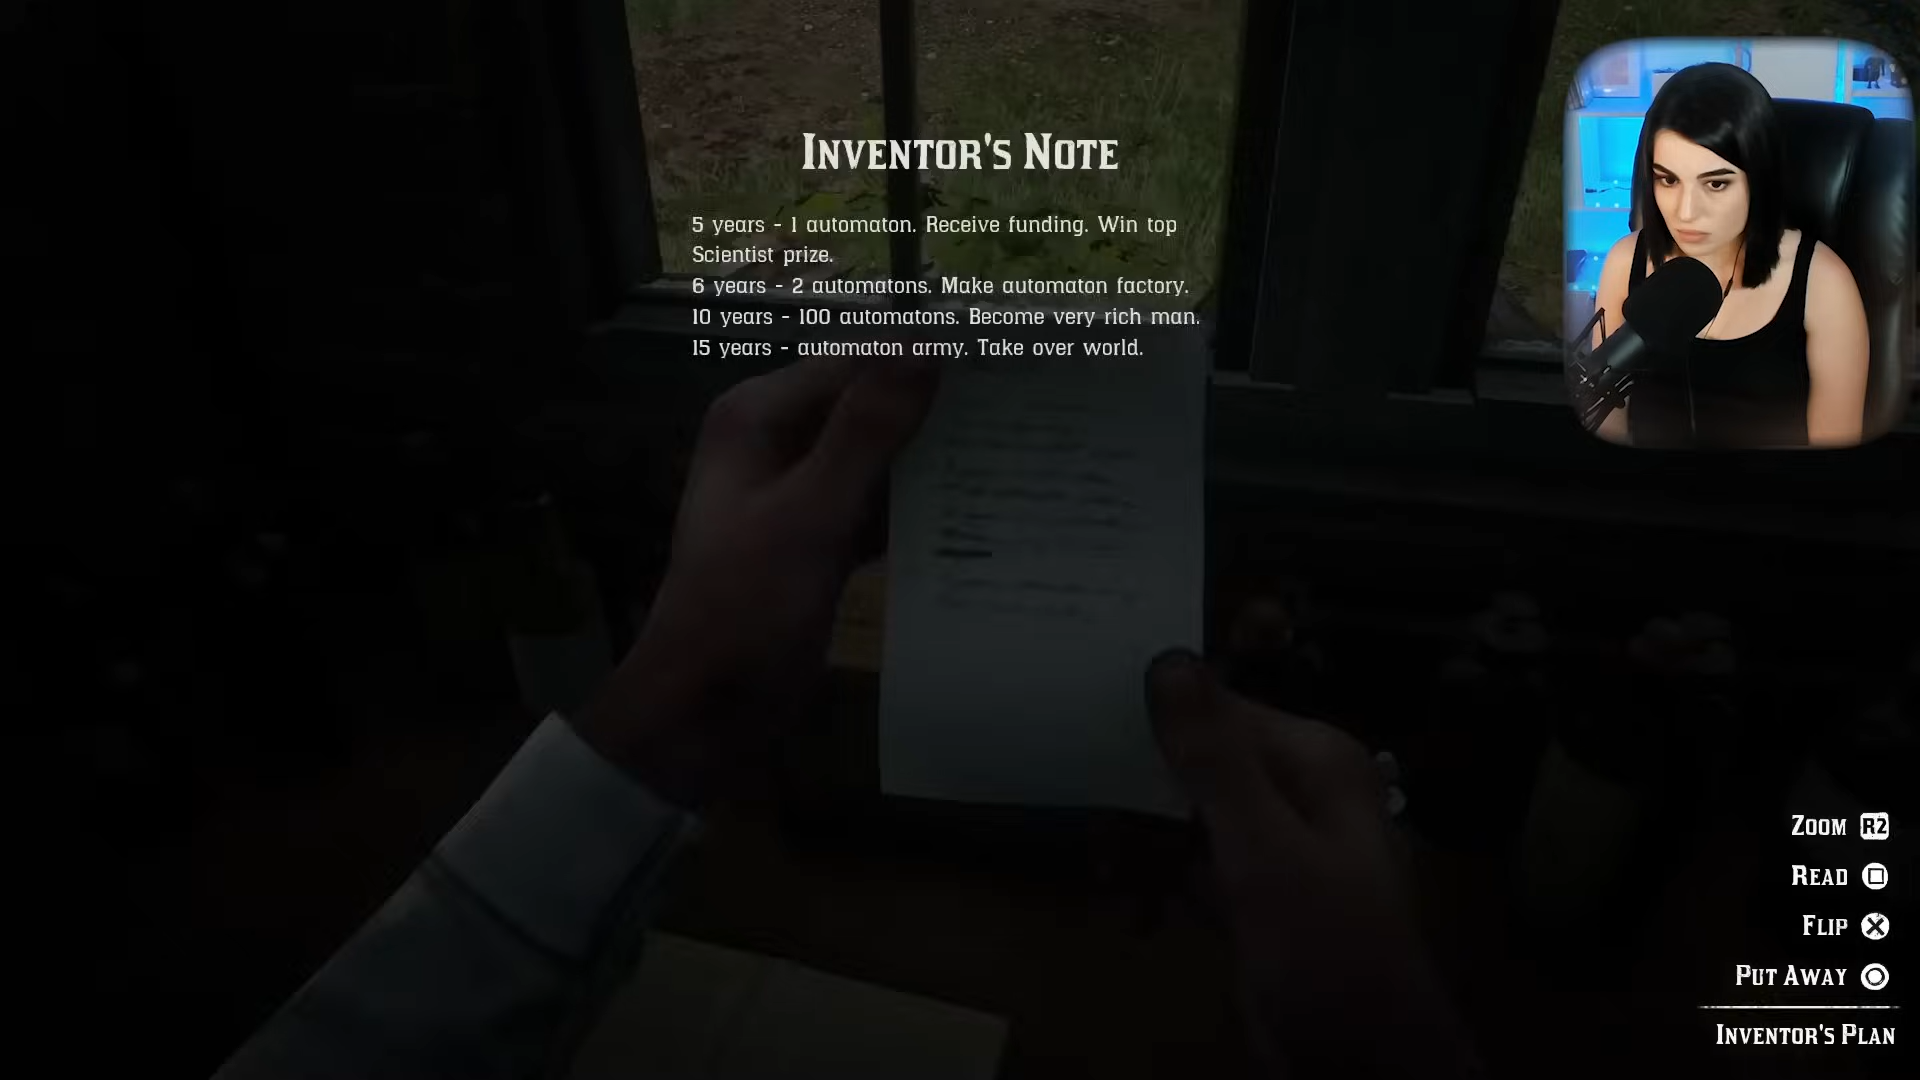 Inventor's Note
5 years - 1 automaton. Receive funding. Win top
Scientist prize.
6 years - 2 automatons. Make automaton factory.
10 years - 100 automatons. Become very rich man.
15 years - automaton army. Take over world.
Zoom R2
Read
Flip
Put Away
Inventor's Plan